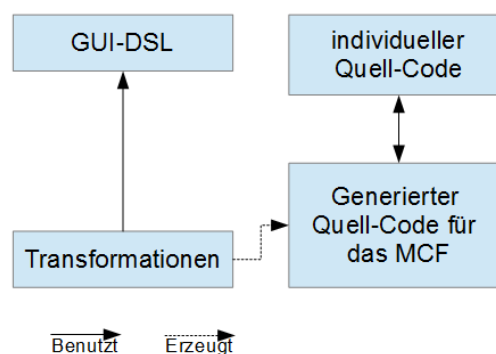 GUI-DSL
individueller
Quell-Code
Generierter
Quell-Code für
das MCF
Transformationen
Benutzt
Erzeugt